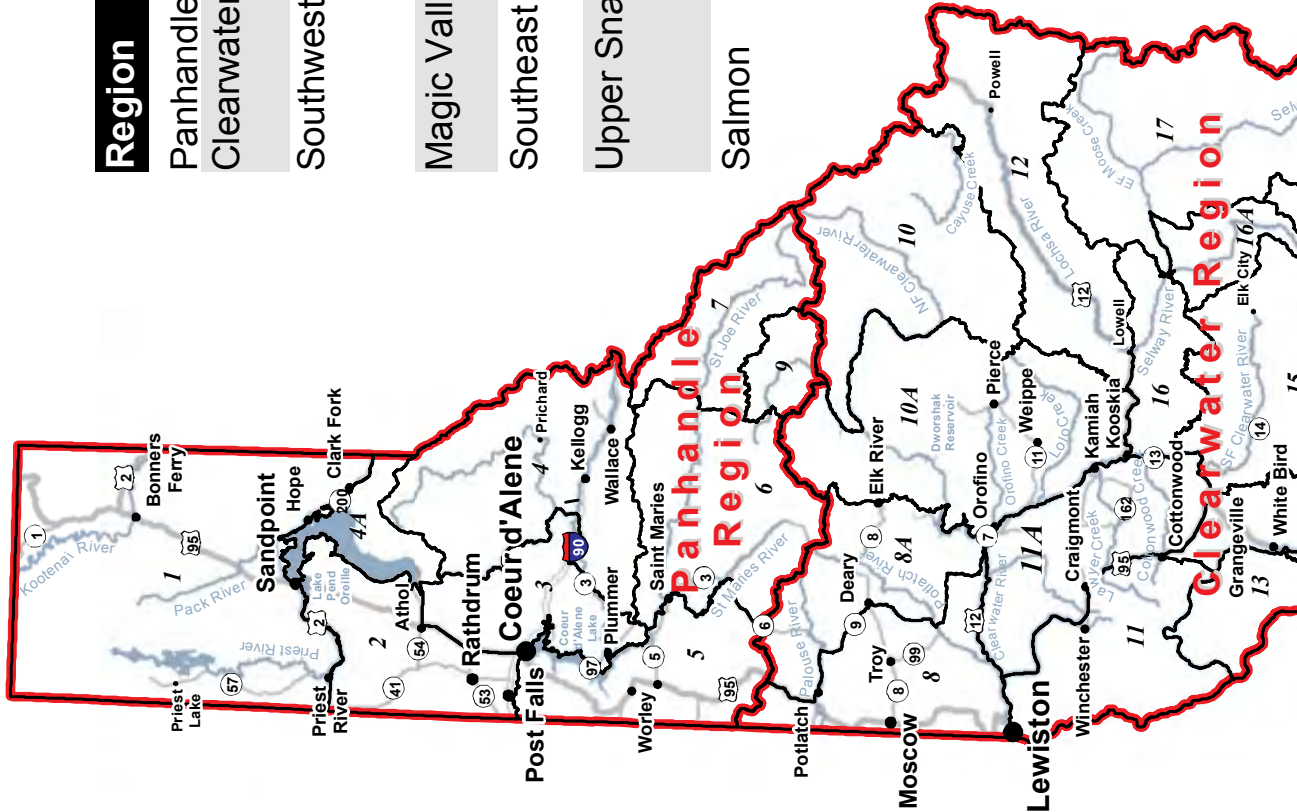 Region
Panhandle
Clearwater
Southwest
Magic Vall
Southeast
Upper Sna
Salmon
1
Kootenai River
2
Bonners
Ferry
95
1
Pack River
Sandpoint
Hope
Clark Fork
200
4A
Lake
Pend
Oreille
2
Priest River
Priest
Lake
57
Priest
River
2
Athol
54
41
Rathdrum
53
Coeur d'Alene
Post Falls
4
Prichard
Kellogg
Wallace
90
3
3
Coeur
d'Alene
Lake
Plummer
97
Worley
5
5
Saint Maries
3
St Maries River
95
6
6
7
St Joe River
9
Panhandle
Region
Potlatch
Palouse River
9
Deary
8
8A
Elk River
Potlatch River
Troy
99
8
8
Moscow
Lewiston
12
Clearwater River
7
Orofino
Orofino Creek
10A
Dworshak
Reservoir
Pierce
Weippe
11
Lolo Creek
NF Clearwater River
10
Cayuse Creek
Powell
12
Lochsa River
12
Lowell
Kamiah
Kooskia
11A
Craigmont
Lawyer Creek
162
95
Cottonwood Creek
Cottonwood
13
Winchester
11
16
Selway River
EF Moose Creek
17
Sel
16A
Elk City
SF Clearwater River
14
15
Clearwater Region
Grangeville
13
White Bird